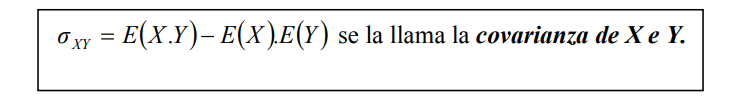 σ_XY = E(X.Y) − E(X).E(Y) se la llama la covarianza de X e Y.